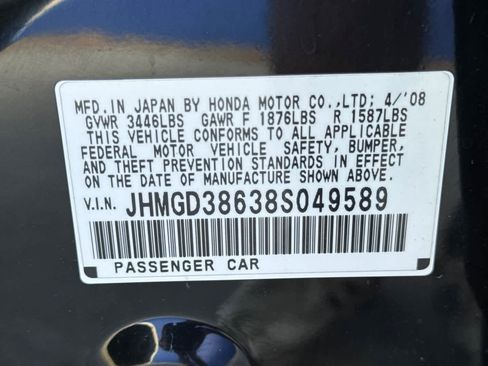 MFD.IN JAPAN BY HONDA MOTOR CO.,LTD; 4/'08
GVWR 3446LBS GAWR F 1876LBS R 1587LBS
THIS VEHICLE CONFORMS TO ALL APPLICABLE
FEDERAL MOTOR VEHICLE SAFETY, BUMPER,
AND THEFT PREVENTION STANDARDS IN EFFECT
ON THE DATE OF MANUFACTURE SHOWN ABOVE.
V.I.N. JHMGD38638S049589
PASSENGER CAR